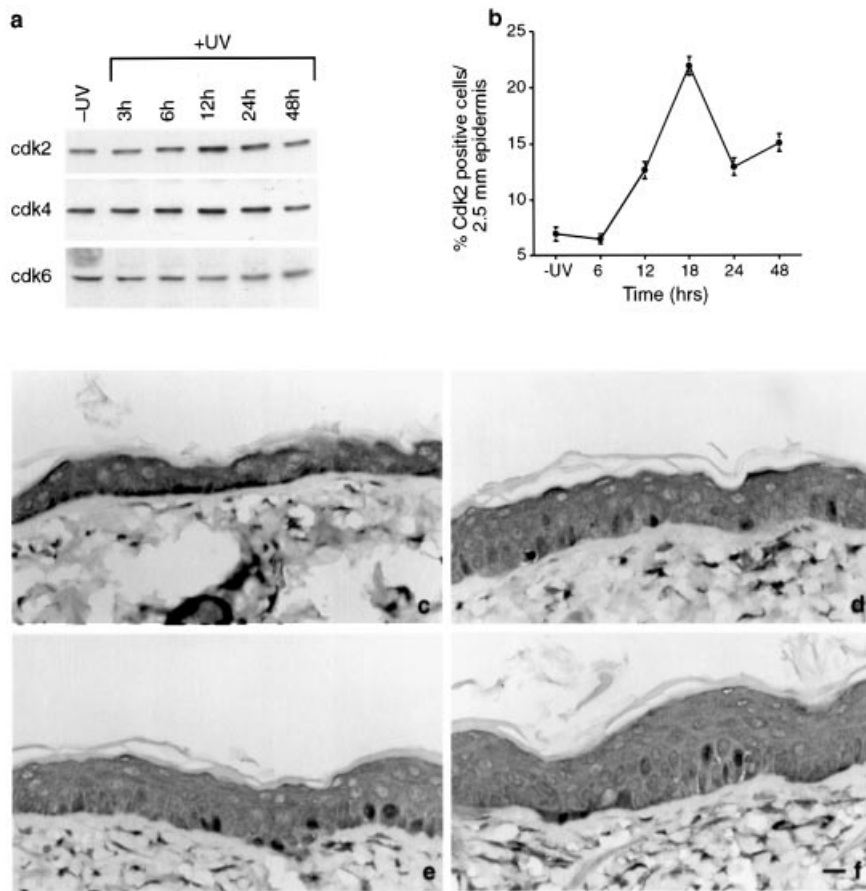 a
+UV
-UV 3h 6h 12h 24h 48h
cdk2
cdk4
cdk6
b
% Cdk2 positive cells/
2.5 mm epidermis
25
20
15
10
5
-UV 6 12 18 24 48
Time (hrs)
c
d
e
f